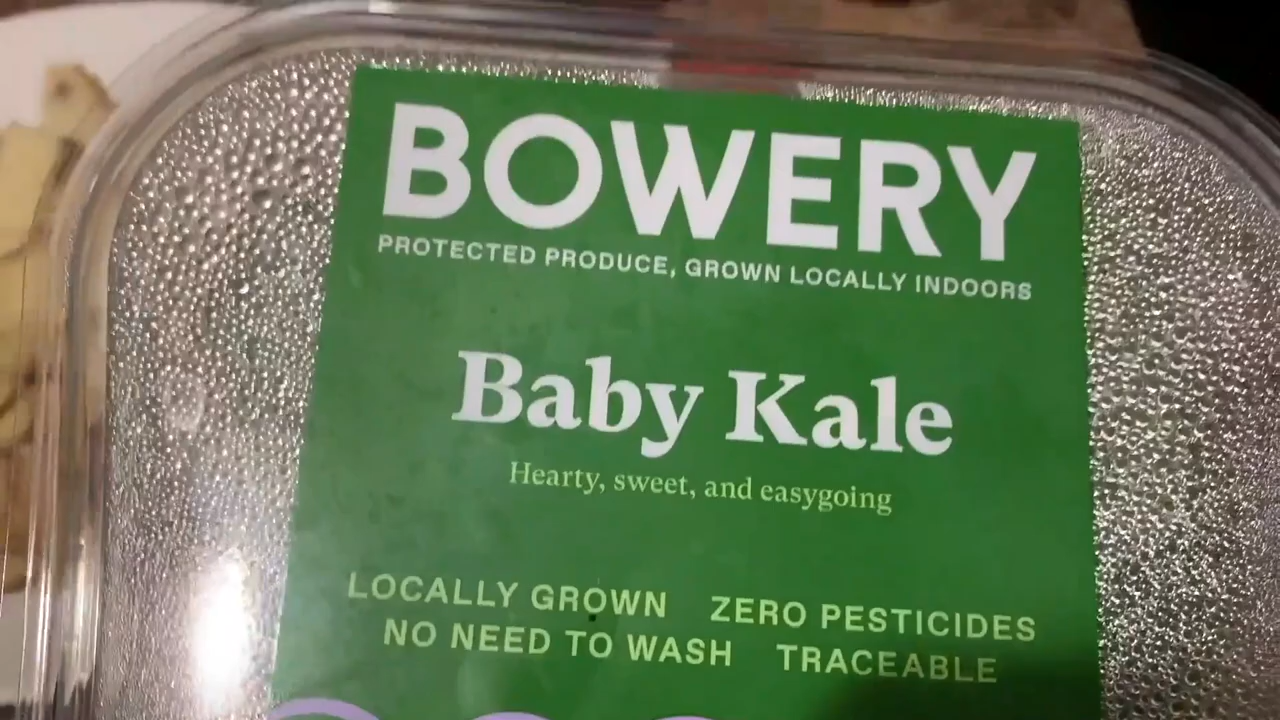 BOWERY
PROTECTED PRODUCE, GROWN LOCALLY INDOORS
Baby Kale
Hearty, sweet, and easygoing
LOCALLY GROWN ZERO PESTICIDES
NO NEED TO WASH TRACEABLE